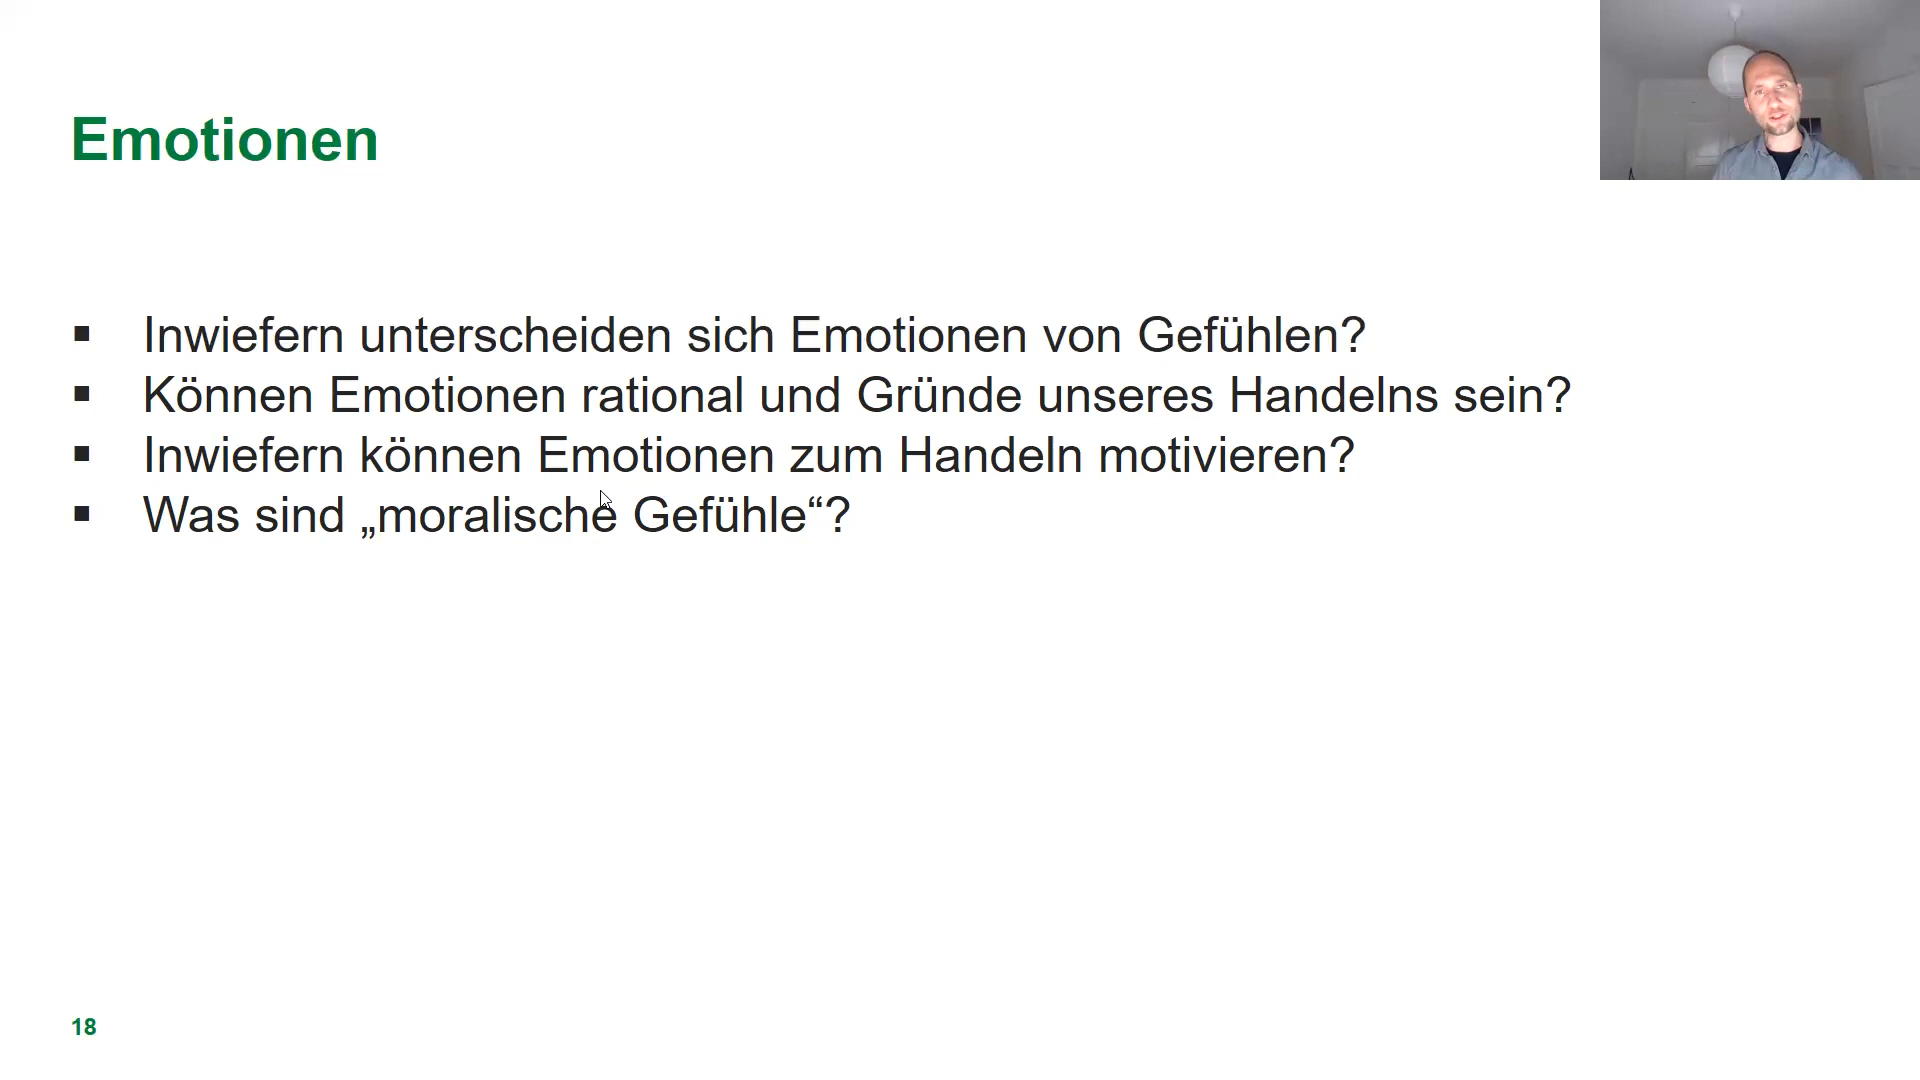 Emotionen
▪ Inwiefern unterscheiden sich Emotionen von Gefühlen?
▪ Können Emotionen rational und Gründe unseres Handelns sein?
▪ Inwiefern können Emotionen zum Handeln motivieren?
▪ Was sind „moralische Gefühle“?
18